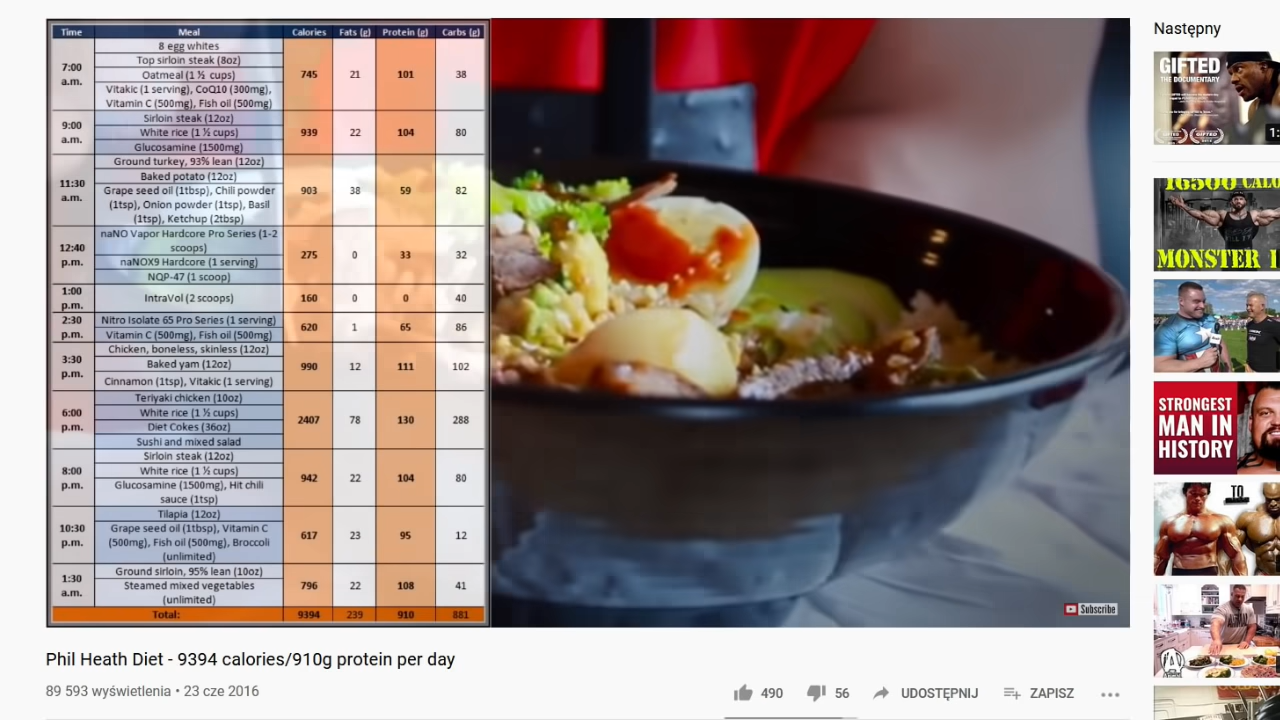 Time Meal Calories Fats (g) Protein (g) Carbs (g)
7:00 a.m.
8 egg whites
Top sirloin steak (8oz)
Oatmeal (1 ½ cups)
Vitakic (1 serving), CoQ10 (300mg),
Vitamin C (500mg), Fish oil (500mg)
745 21 101 38
9:00 a.m.
Sirloin steak (12oz)
White rice (1 ½ cups)
Glucosamine (1500mg)
939 22 104 80
11:30 a.m.
Ground turkey, 93% lean (12oz)
Baked potato (12oz)
Grape seed oil (1tbsp), Chili powder
(1tsp), Onion powder (1tsp), Basil
(1tsp), Ketchup (2tbsp)
903 38 59 82
12:40 p.m.
naNO Vapor Hardcore Pro Series (1-2
scoops)
naNOX9 Hardcore (1 serving)
NQP-47 (1 scoop)
275 0 33 32
1:00 p.m.
IntraVol (2 scoops)
160 0 0 40
2:30 p.m.
Nitro Isolate 65 Pro Series (1 serving)
Vitamin C (500mg), Fish oil (500mg)
620 1 65 86
3:30 p.m.
Chicken, boneless, skinless (12oz)
Baked yam (12oz)
Cinnamon (1tsp), Vitakic (1 serving)
990 12 111 102
6:00 p.m.
Teriyaki chicken (10oz)
White rice (1 ½ cups)
Diet Cokes (36oz)
Sushi and mixed salad
2407 78 130 288
8:00 p.m.
Sirloin steak (12oz)
White rice (1 ½ cups)
Glucosamine (1500mg), Hit chili
sauce (1tsp)
942 22 104 80
10:30 p.m.
Tilapia (12oz)
Grape seed oil (1tbsp), Vitamin C
(500mg), Fish oil (500mg), Broccoli
(unlimited)
617 23 95 12
1:30 a.m.
Ground sirloin, 95% lean (10oz)
Steamed mixed vegetables
(unlimited)
796 22 108 41
Total: 9394 239 910 881
Subscribe
Phil Heath Diet - 9394 calories/910g protein per day
89 593 wyświetlenia • 23 cze 2016
490 56 UDOSTĘPNIJ ZAPISZ
Następny
GIFTED
THE DOCUMENTARY
16500 CALO
MONSTER
STRONGEST
MAN IN
HISTORY
TO